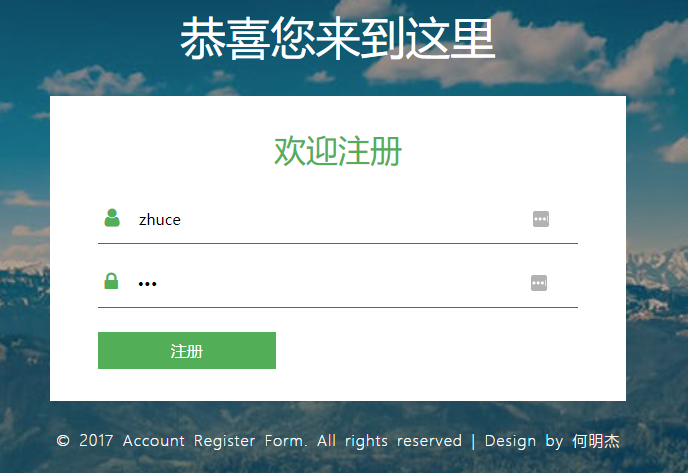 恭喜您来到这里
欢迎注册
zhuce
•••
注册
© 2017 Account Register Form. All rights reserved | Design by 何明杰